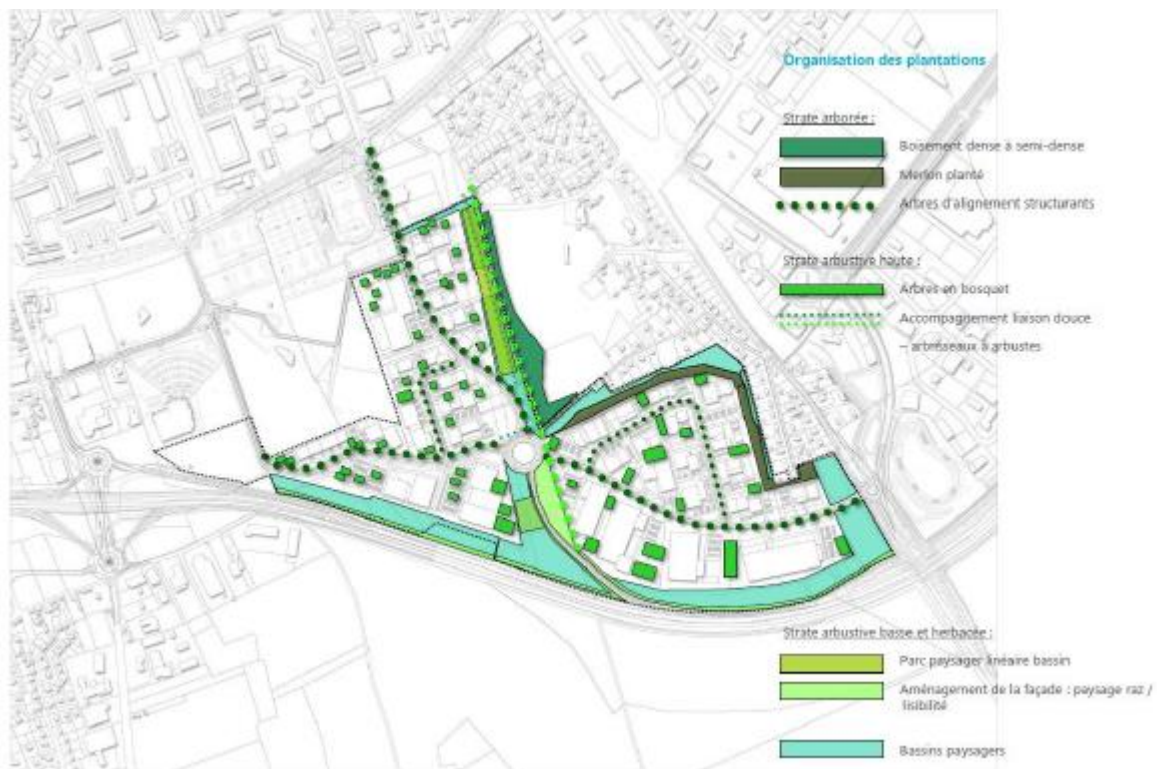 Organisation des plantations
Strate arborée :
Boisement dense à semi-dense
Merlon planté
Arbres d'alignement structurants
Strate arbustive haute :
Arbres en bosquet
Accompagnement liaison douce
– arbrisseaux à arbustes
Strate arbustive basse et herbacée :
Parc paysager linéaire bassin
Aménagement de la façade : paysage raz /
lisibilité
Bassins paysagers